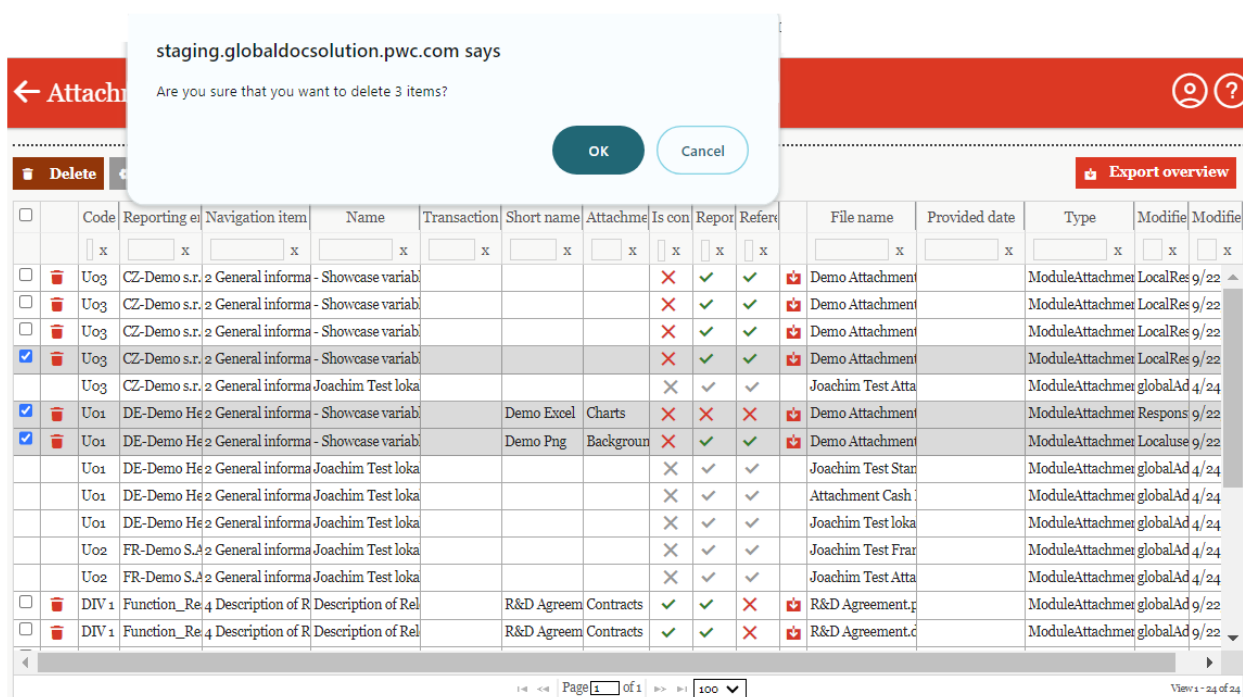 staging.globaldocsolution.pwc.com says
Are you sure that you want to delete 3 items?
OK Cancel
Attachm
Delete Export overview
Code Reporting er Navigation item Name Transaction Short name Attachme Is con Repor Refere File name Provided date Type Modifie Modifie
x x x x x x x x x x x x x x x
U03 CZ-Demo s.r. 2 General informa - Showcase variabl Demo Attachment ModuleAttachmer LocalRes 9/22
U03 CZ-Demo s.r. 2 General informa - Showcase variabl Demo Attachment ModuleAttachmer LocalRes 9/22
U03 CZ-Demo s.r. 2 General informa - Showcase variabl Demo Attachment ModuleAttachmer LocalRes 9/22
U03 CZ-Demo s.r. 2 General informa - Showcase variabl Demo Attachment ModuleAttachmer LocalRes 9/22
U03 CZ-Demo s.r. 2 General informa Joachim Test loka Joachim Test Atta ModuleAttachmer globalAd 4/24
U01 DE-Demo He 2 General informa - Showcase variabl Demo Excel Charts Demo Attachment ModuleAttachmer Respons 9/22
U01 DE-Demo He 2 General informa - Showcase variabl Demo Png Backgroun Demo Attachment ModuleAttachmer Localuse 9/22
U01 DE-Demo He 2 General informa Joachim Test loka Joachim Test Stan ModuleAttachmer globalAd 4/24
U01 DE-Demo He 2 General informa Joachim Test loka Attachment Cash ModuleAttachmer globalAd 4/24
U01 DE-Demo He 2 General informa Joachim Test loka Joachim Test loka ModuleAttachmer globalAd 4/24
U02 FR-Demo S.A 2 General informa Joachim Test loka Joachim Test Fran ModuleAttachmer globalAd 4/24
U02 FR-Demo S.A 2 General informa Joachim Test loka Joachim Test Atta ModuleAttachmer globalAd 4/24
DIV 1 Function_Re 4 Description of R Description of Rel R&D Agreem Contracts R&D Agreement.p ModuleAttachmer globalAd 9/22
DIV 1 Function_Re 4 Description of R Description of Rel R&D Agreem Contracts R&D Agreement.d ModuleAttachmer globalAd 9/22
Page 1 of 1 100 View 1 - 24 of 24